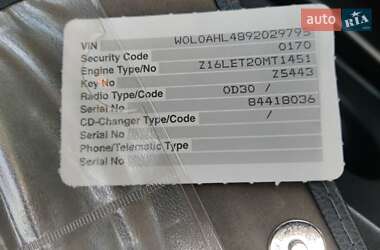 auto RIA
VIN W0L0AHL4892029795
Security Code 0170
Engine Type/No Z16LET20MT1451
Key No Z5443
Radio Type/Code 0D30 /
Serial No 84418036
CD-Changer Type/Code /
Serial No
Phone/Telematic Type
Serial No